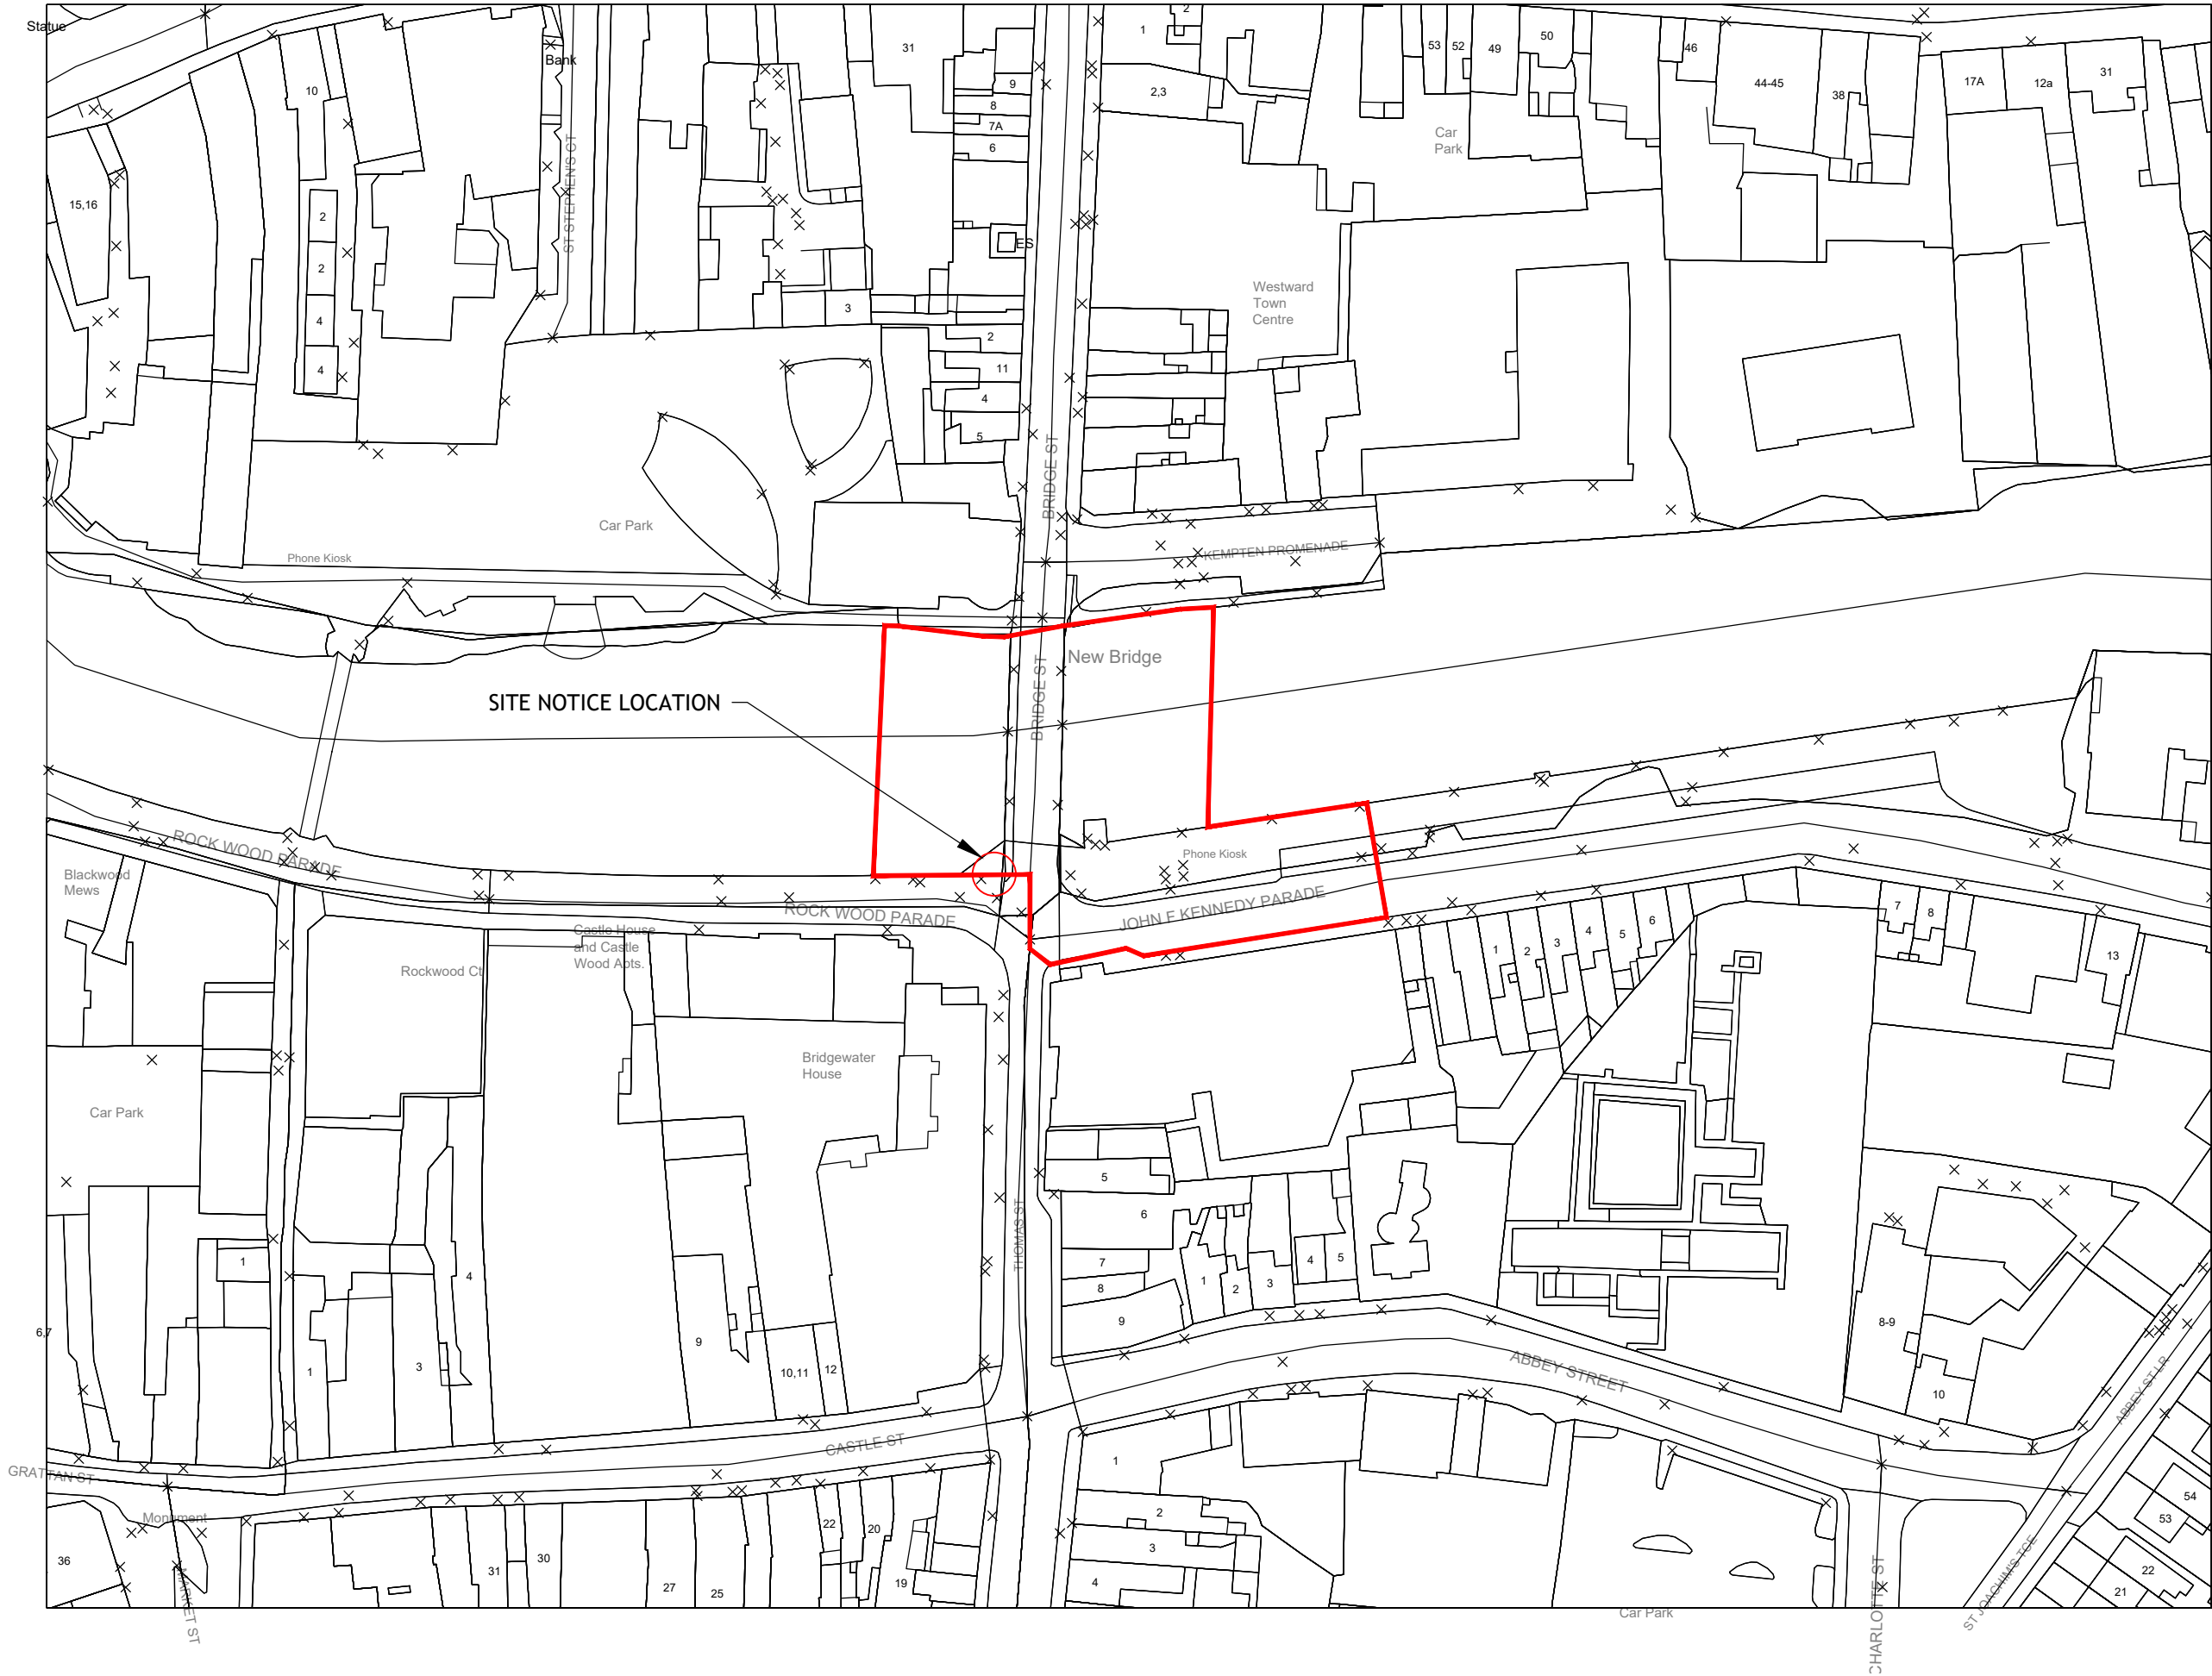 Statue
Bank
10
31
9
8
7A
6
1
2
2,3
53
52
49
50
46
44-45
38
17A
12a
31
Car
Park
15,16
2
2
4
4
ST STEPHEN'S CT
ES
3
2
11
4
5
Westward
Town
Centre
BRIDGE ST
Car Park
Phone Kiosk
KEMPTEN PROMENADE
New Bridge
BRIDGE ST
SITE NOTICE LOCATION
ROCK WOOD PARADE
Blackwood
Mews
Phone Kiosk
ROCK WOOD PARADE
JOHN F KENNEDY PARADE
Castle House
and Castle
Wood Apts.
Rockwood Ct
1
2
3
4
5
6
7
8
13
Bridgewater
House
Car Park
5
6
7
8
9
1
2
3
4
5
THOMAS ST
1
4
6,7
1
3
9
10,11
12
8-9
10
ABBEY STREET
ABBEY ST LR
CASTLE ST
GRATTAN ST
Monument
36
MARKET ST
31
30
27
25
22
20
19
1
2
3
4
Car Park
CHARLOTTE ST
ST JOACHIM'S TCE
54
53
22
21